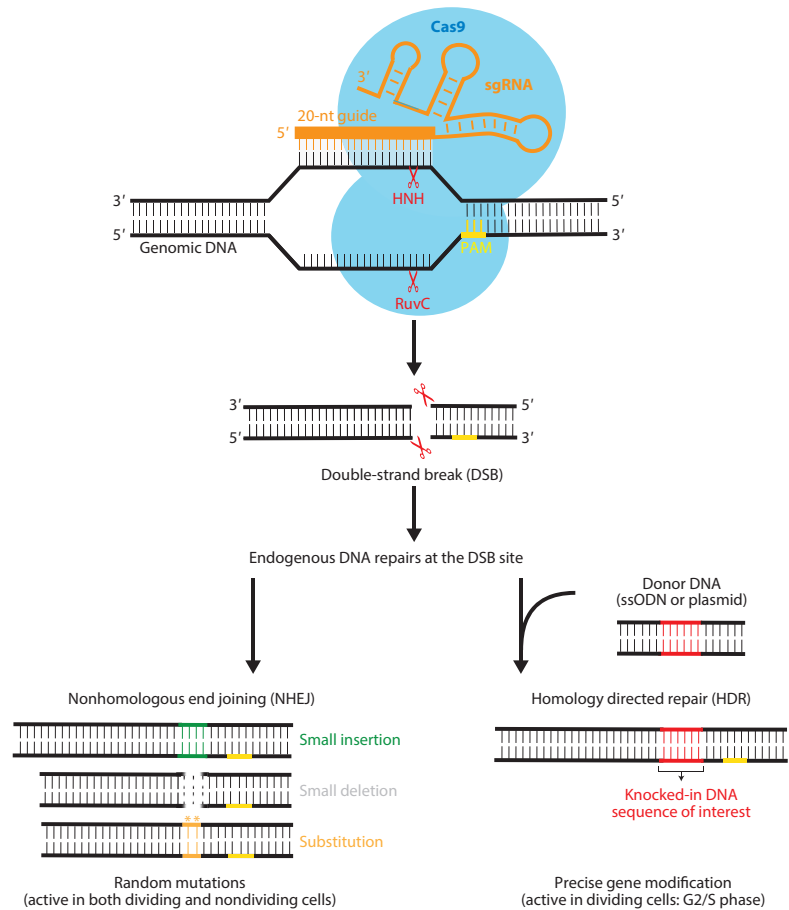 Cas9
3′
sgRNA
20-nt guide
5′
HNH
3′
5′
5′
3′
Genomic DNA
PAM
RuvC
3′
5′
5′
3′
Double-strand break (DSB)
Endogenous DNA repairs at the DSB site
Donor DNA
(ssODN or plasmid)
Nonhomologous end joining (NHEJ)
Homology directed repair (HDR)
Small insertion
Small deletion
Knocked-in DNA
sequence of interest
**
Substitution
Random mutations
(active in both dividing and nondividing cells)
Precise gene modification
(active in dividing cells: G2/S phase)